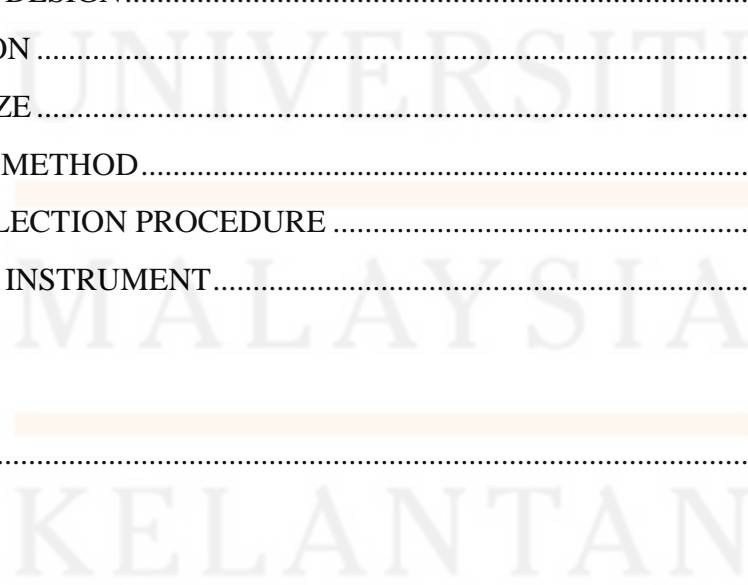 DESIGN........................................................................................
UNIVERSITI
ON ........................................................................................
ZE ........................................................................................
METHOD........................................................................................
LECTION PROCEDURE ................................................................
INSTRUMENT................................................................................
MALAYSIA
........................................................................................
KELANTAN